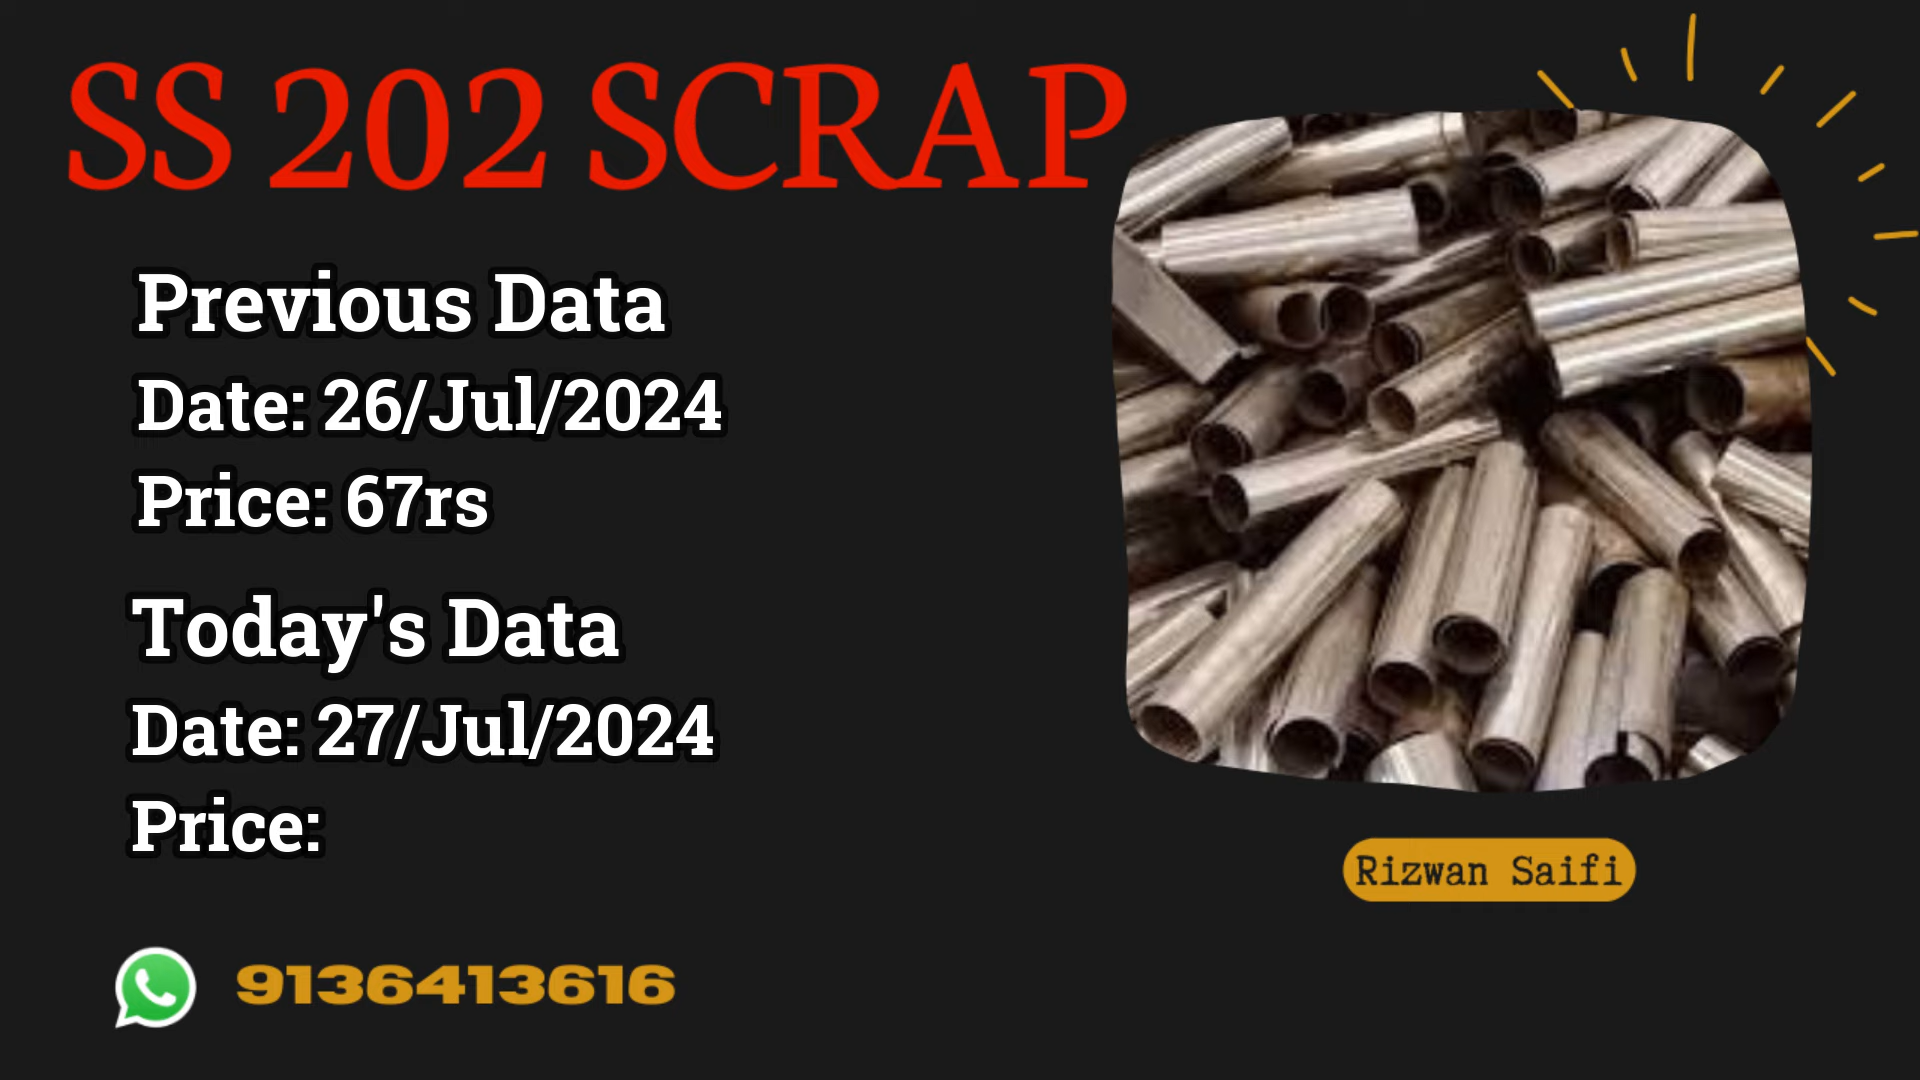 SS 202 SCRAP
Previous Data
Date: 26/Jul/2024
Price: 67rs
Today's Data
Date: 27/Jul/2024
Price:
Rizwan Saifi
9136413616